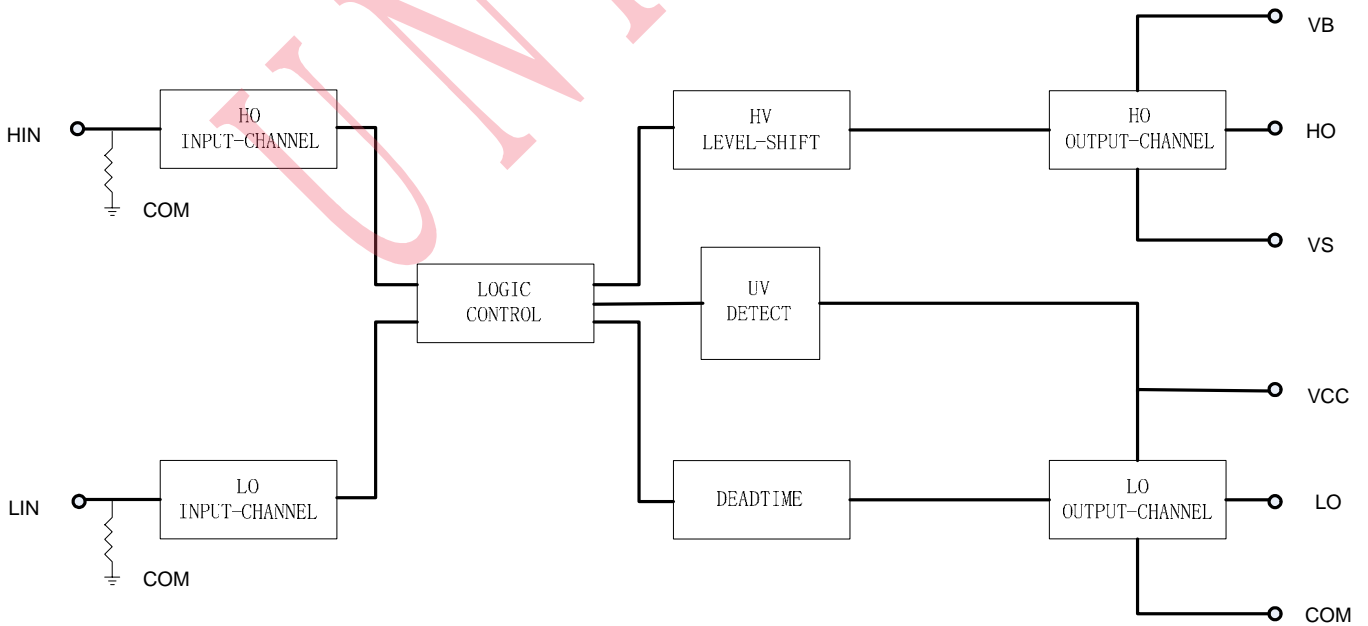 VB
HIN
HO
INPUT-CHANNEL
HV
LEVEL-SHIFT
HO
OUTPUT-CHANNEL
HO
COM
VS
LOGIC
CONTROL
UV
DETECT
VCC
LIN
LO
INPUT-CHANNEL
DEADTIME
LO
OUTPUT-CHANNEL
LO
COM
COM